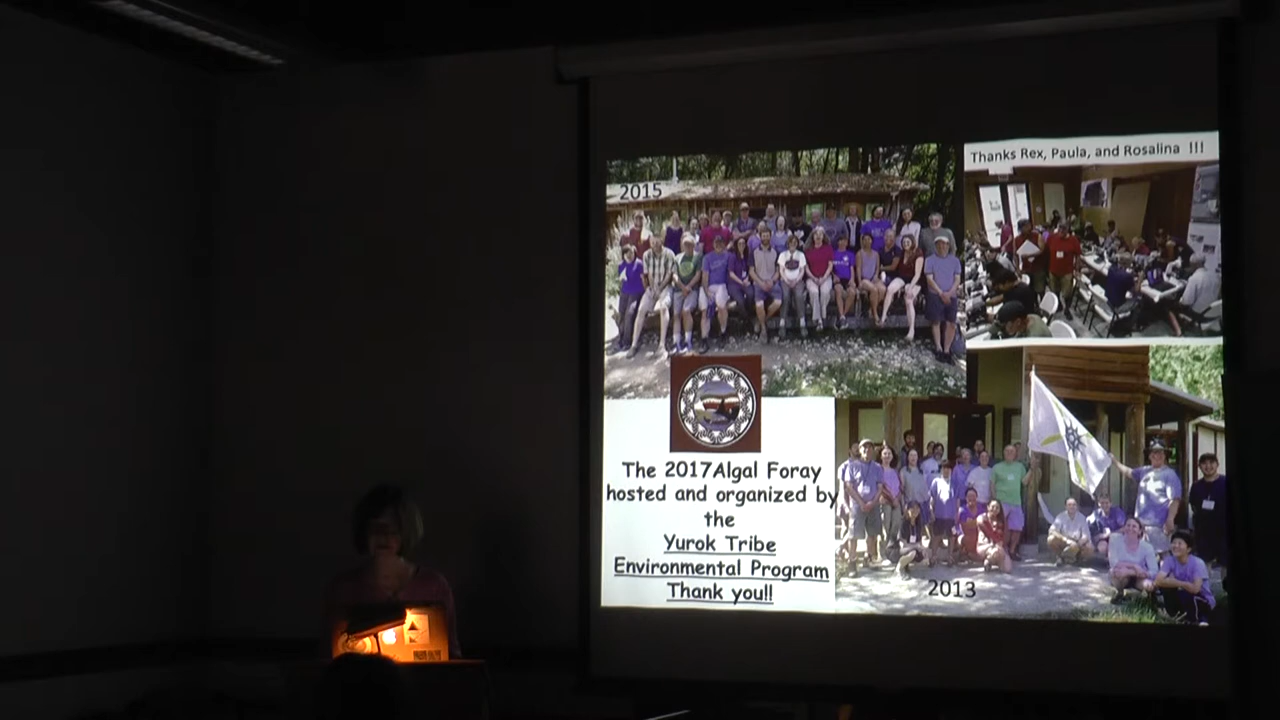 2015
Thanks Rex, Paula, and Rosalina !!!
The 2017Algal Foray
hosted and organized by
the
Yurok Tribe
Environmental Program
Thank you!!
2013